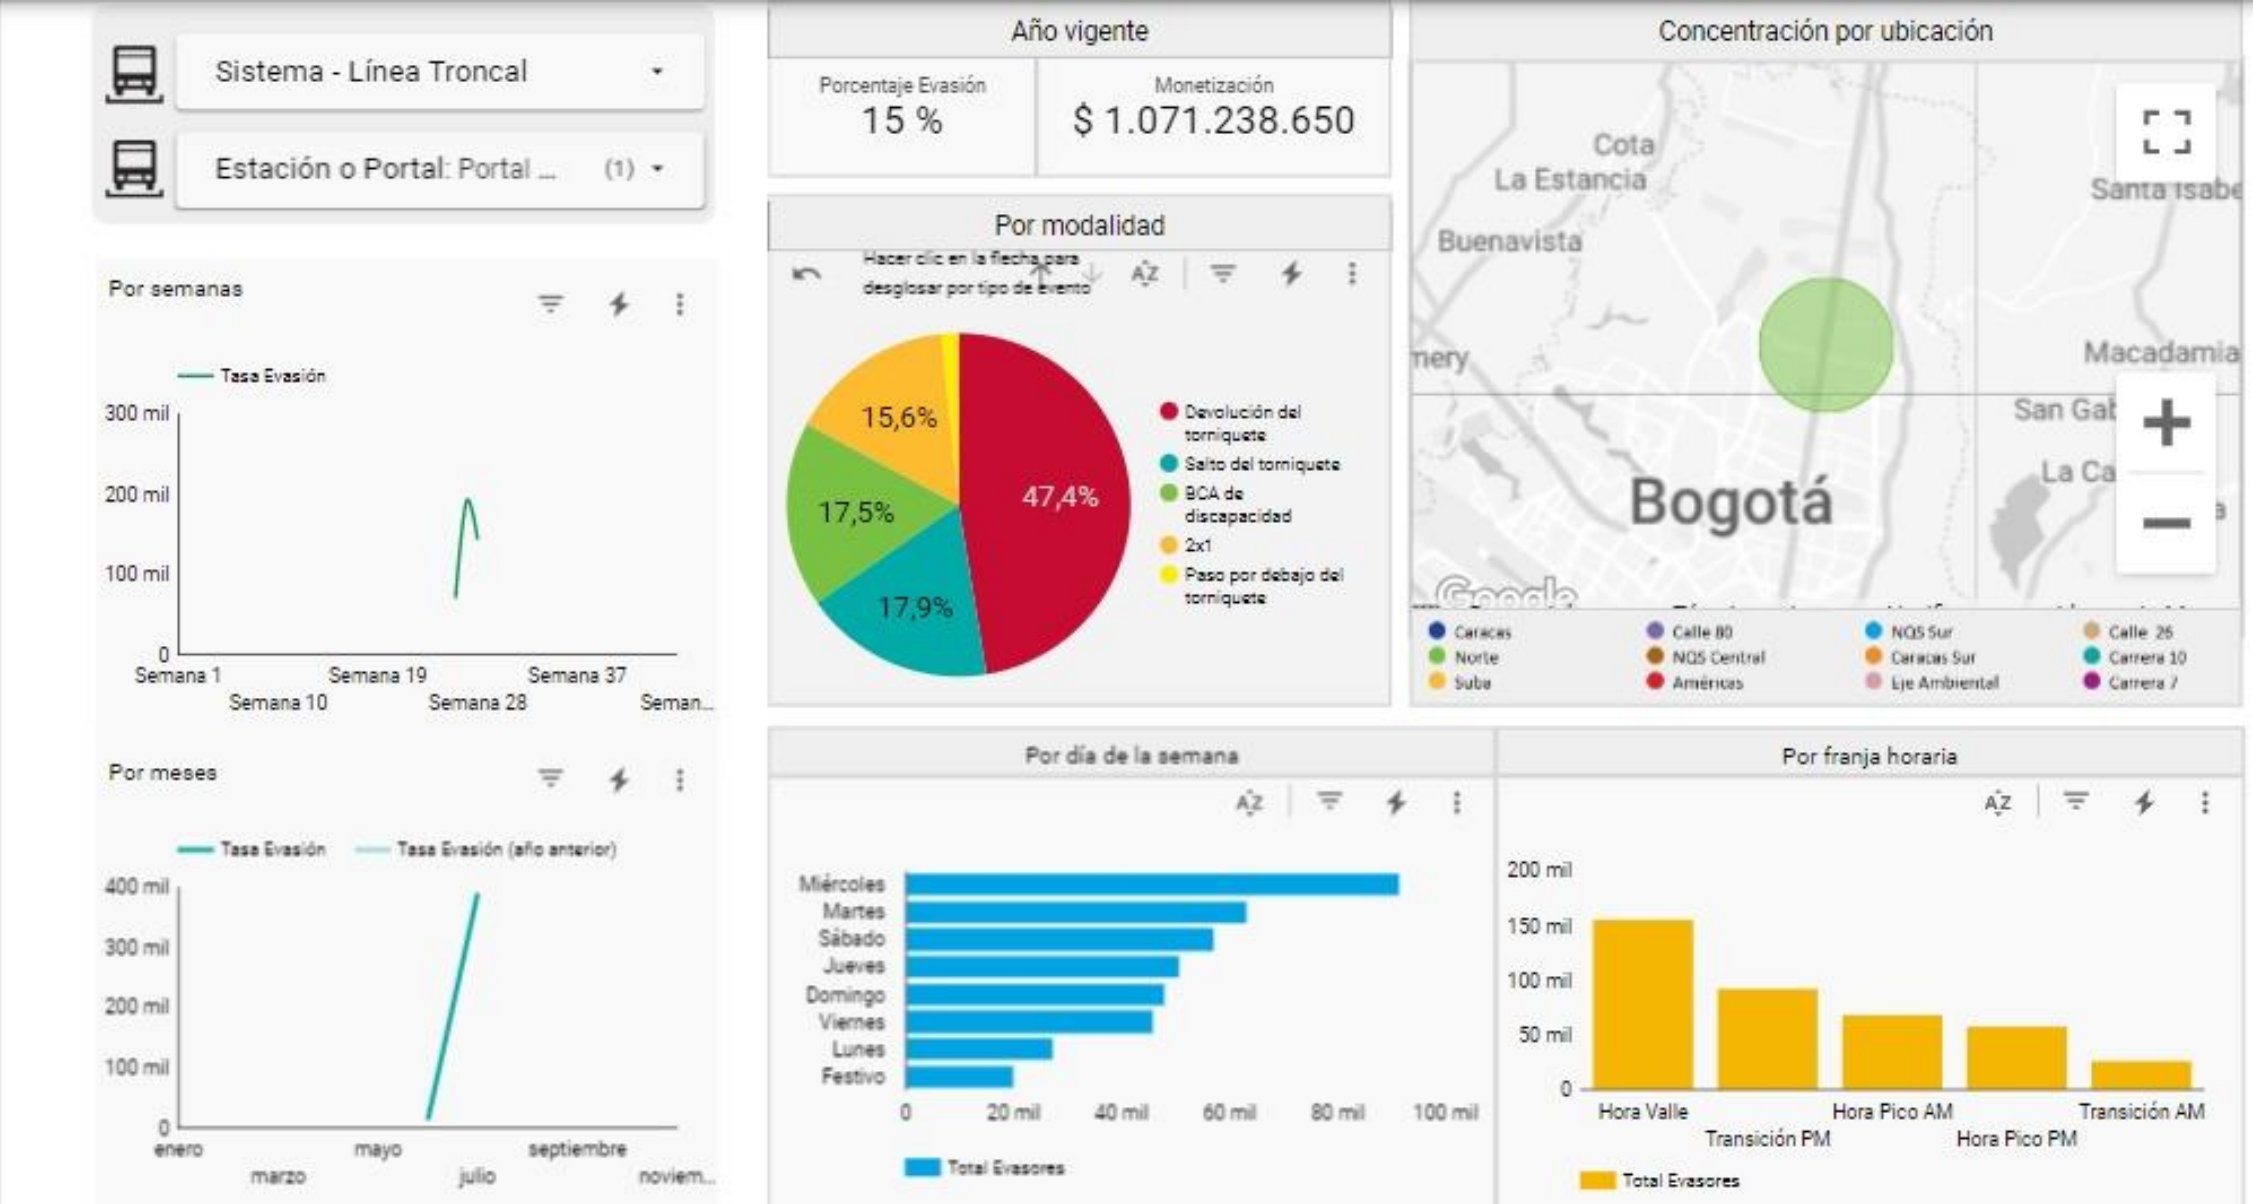 Sistema - Línea Troncal
Estación o Portal: Portal ... (1)
Por semanas
Tasa Evasión
300 mil
200 mil
100 mil
0
Semana 1
Semana 19
Semana 37
Semana 10
Semana 28
Seman...
Por meses
Tasa Evasión
Tasa Evasión (año anterior)
400 mil
300 mil
200 mil
100 mil
0
enero
mayo
septiembre
marzo
julio
noviem...
Año vigente
Porcentaje Evasión
15 %
Monetización
$ 1.071.238.650
Por modalidad
Hacer clic en la flecha para
desglosar por tipo de evento
AZ
15,6%
47,4%
17,5%
17,9%
Devolución del
torniquete
Salto del torniquete
BCA de
discapacidad
2x1
Paso por debajo del
torniquete
Concentración por ubicación
Cota
La Estancia
Santa Isabe
Buenavista
mery
Macadamia
San Gab
La Ca
Bogotá
Google
Caracas
Calle 80
NQS Sur
Calle 26
Norte
NQS Central
Caracas Sur
Carrera 10
Suba
Américas
Eje Ambiental
Carrera 7
Por día de la semana
AZ
Miércoles
Martes
Sábado
Jueves
Domingo
Viernes
Lunes
Festivo
0
20 mil
40 mil
60 mil
80 mil
100 mil
Total Evasores
Por franja horaria
AZ
200 mil
150 mil
100 mil
50 mil
0
Hora Valle
Hora Pico AM
Transición AM
Transición PM
Hora Pico PM
Total Evasores